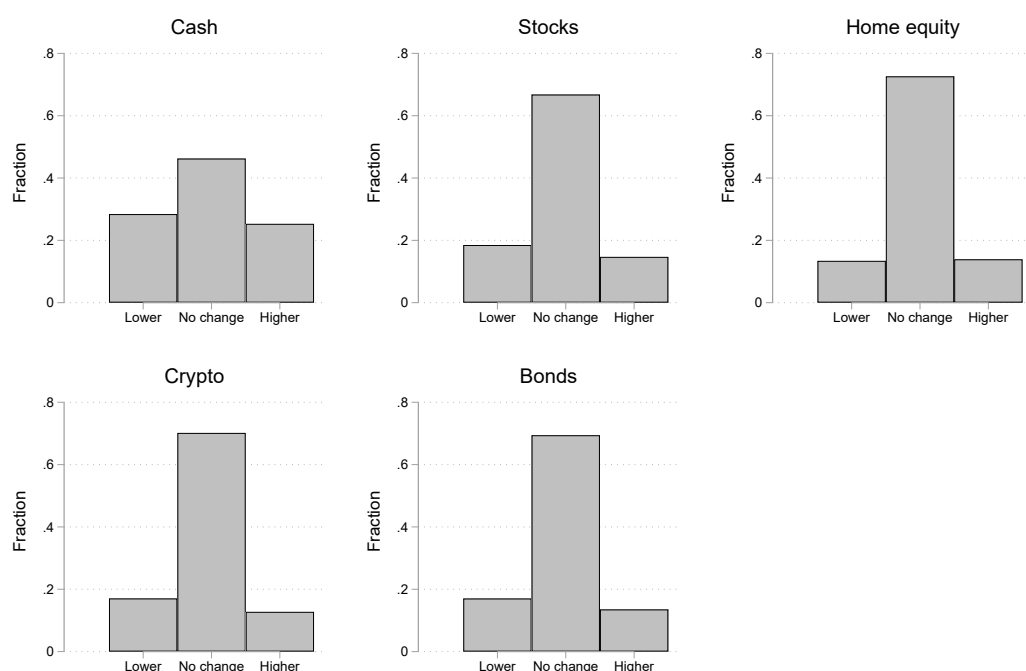 Cash
Fraction
.8
.6
.4
.2
0
Lower No change Higher
Stocks
Fraction
.8
.6
.4
.2
0
Lower No change Higher
Home equity
Fraction
.8
.6
.4
.2
0
Lower No change Higher
Crypto
Fraction
.8
.6
.4
.2
0
Lower No change Higher
Bonds
Fraction
.8
.6
.4
.2
0
Lower No change Higher